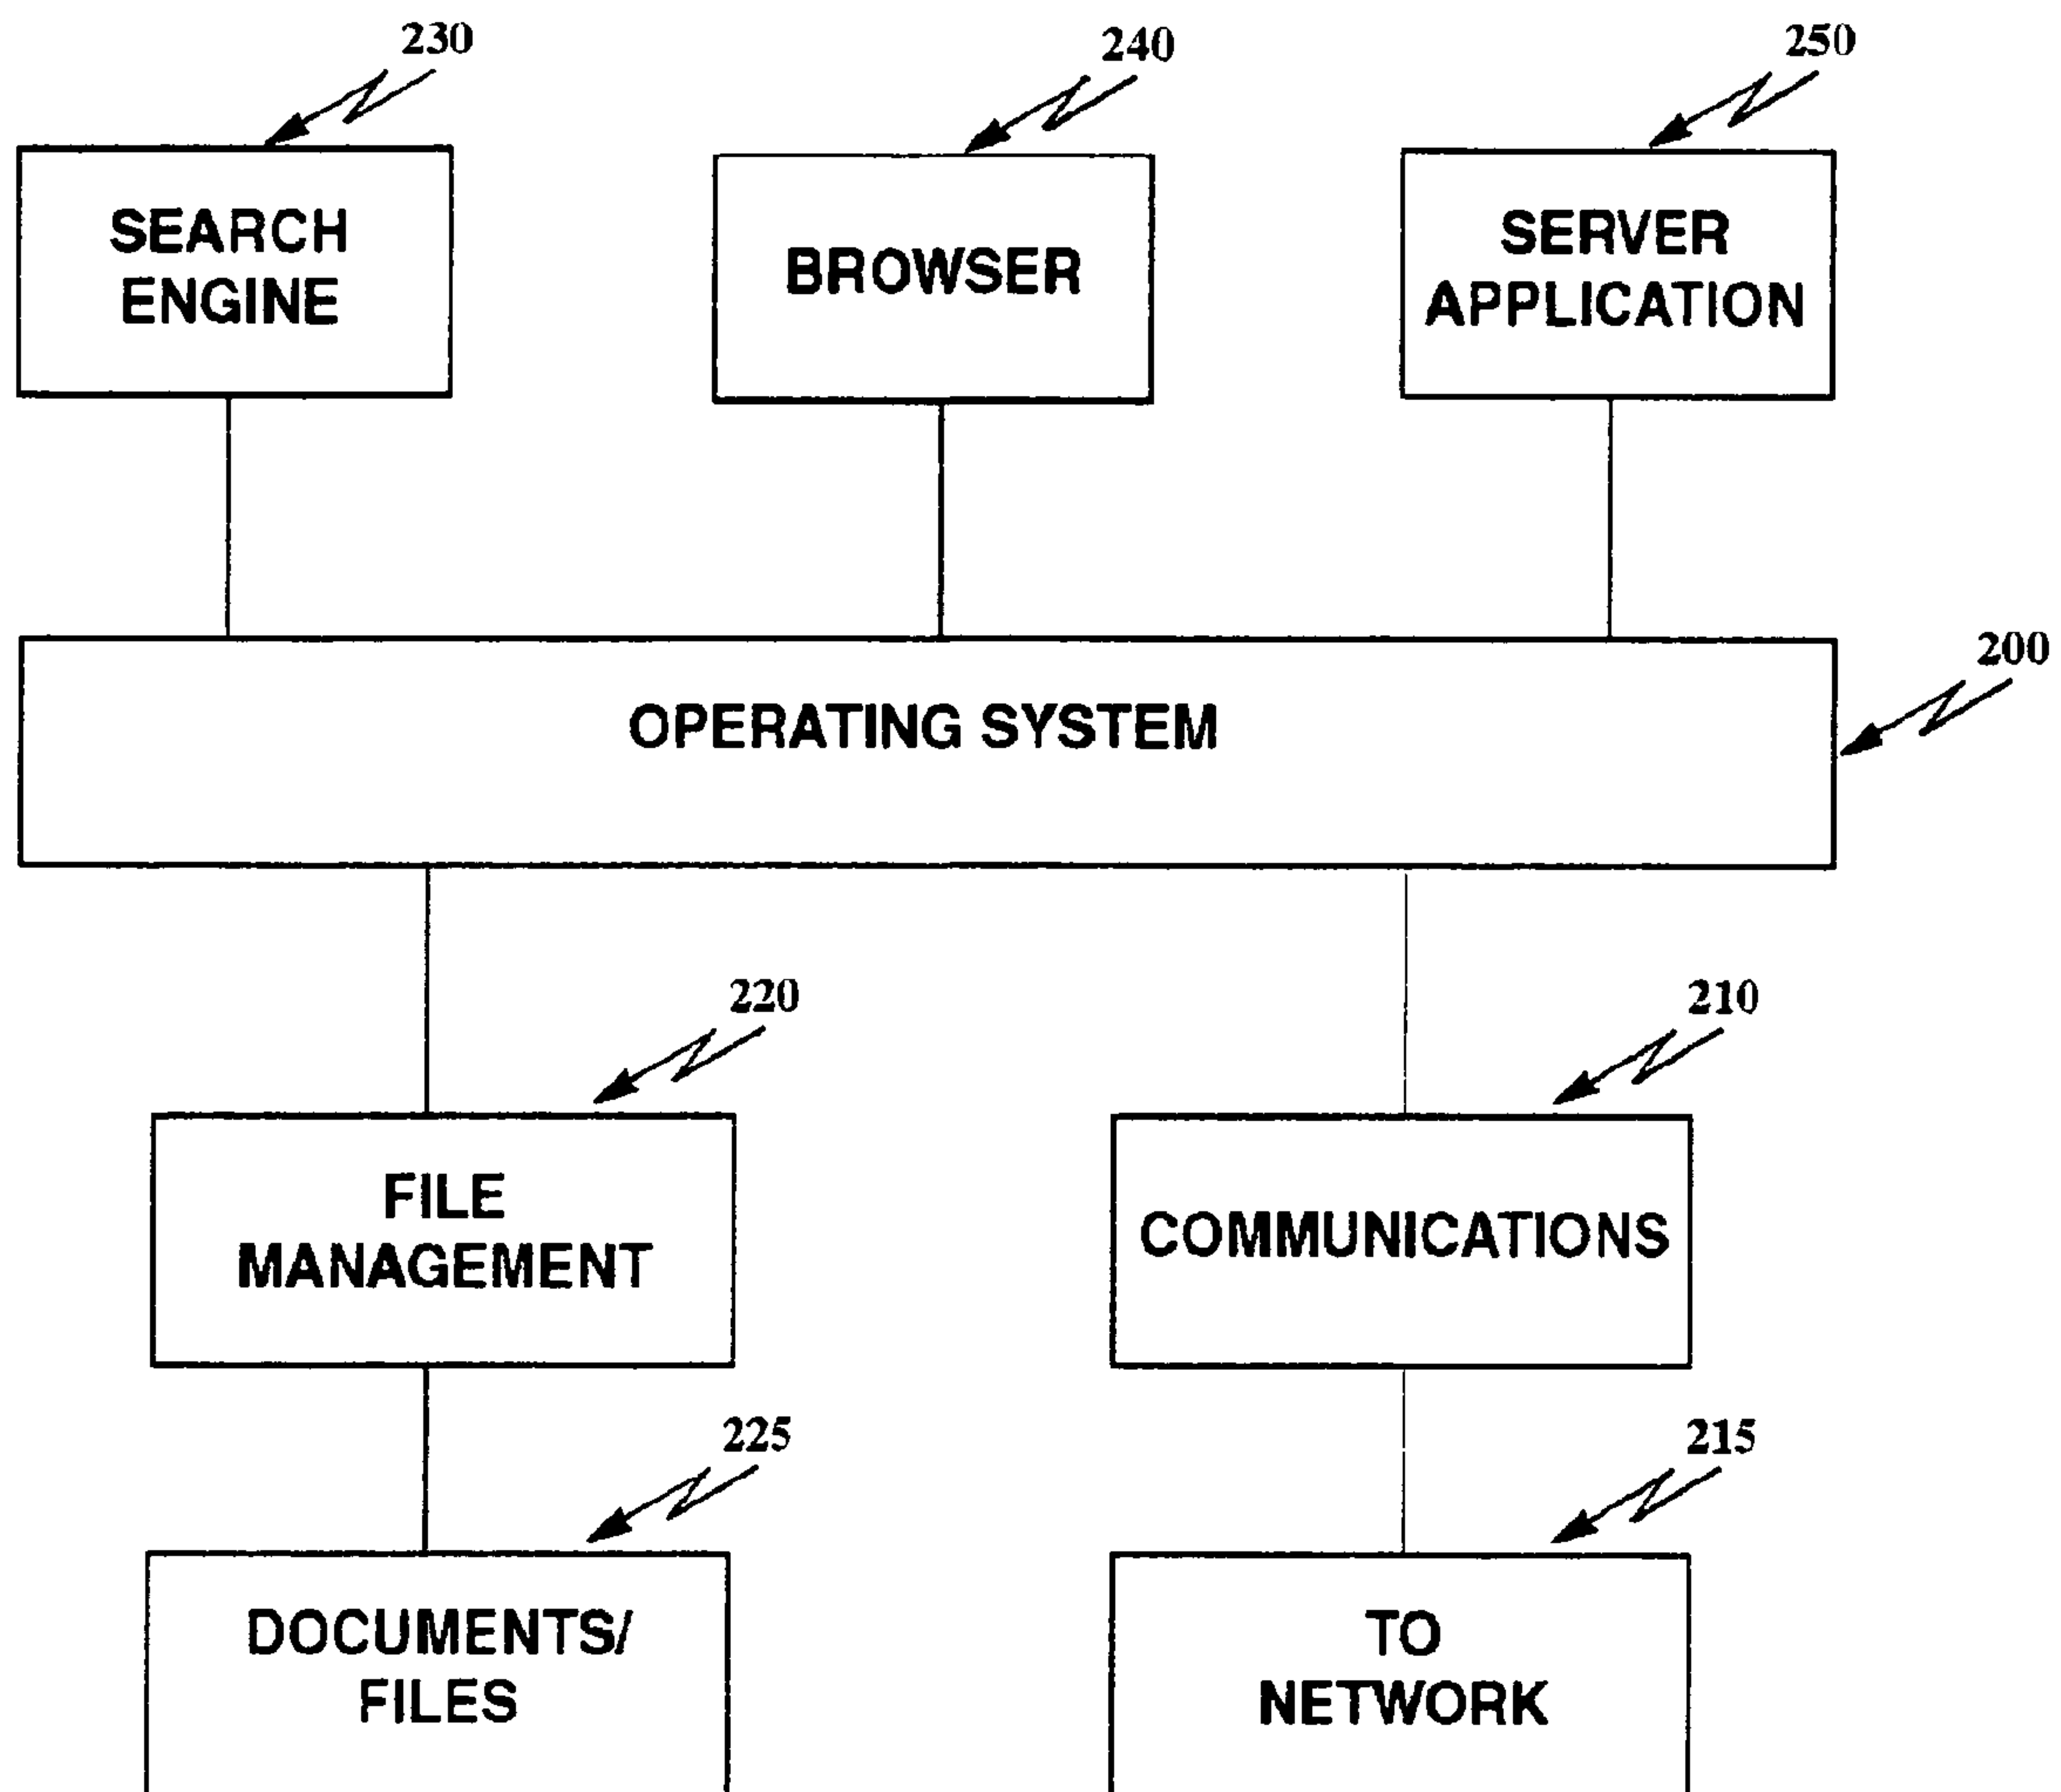 230
240
250
SEARCH
ENGINE
BROWSER
SERVER
APPLICATION
200
OPERATING SYSTEM
220
210
FILE
MANAGEMENT
COMMUNICATIONS
225
215
DOCUMENTS/
FILES
TO
NETWORK